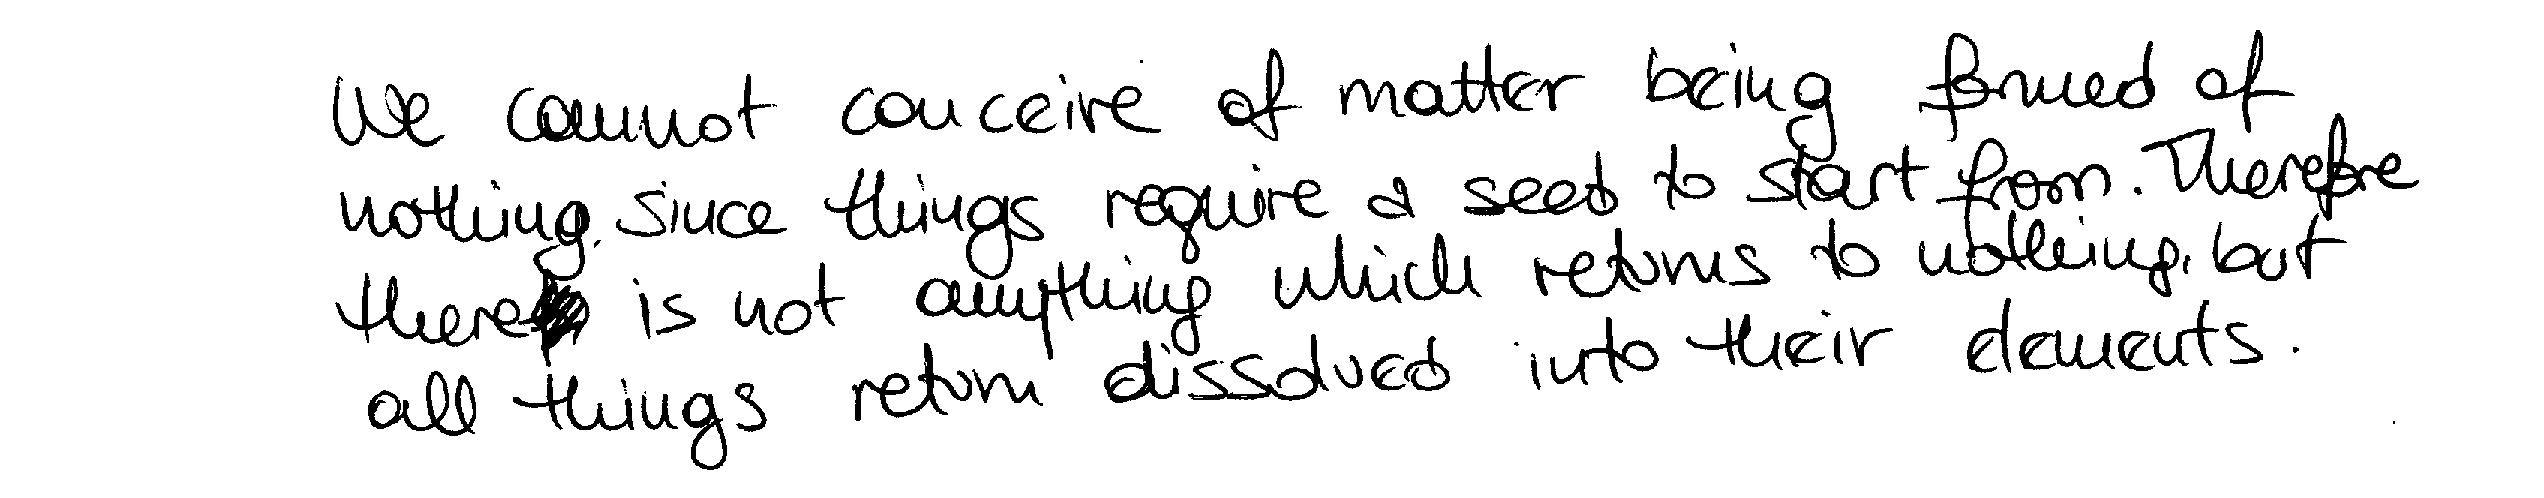 We cannot conceive of matter being formed of
nothing, since things require a seed to start from. Therefore
there is not anything which returns to nothing, but
all things return dissolved into their elements.